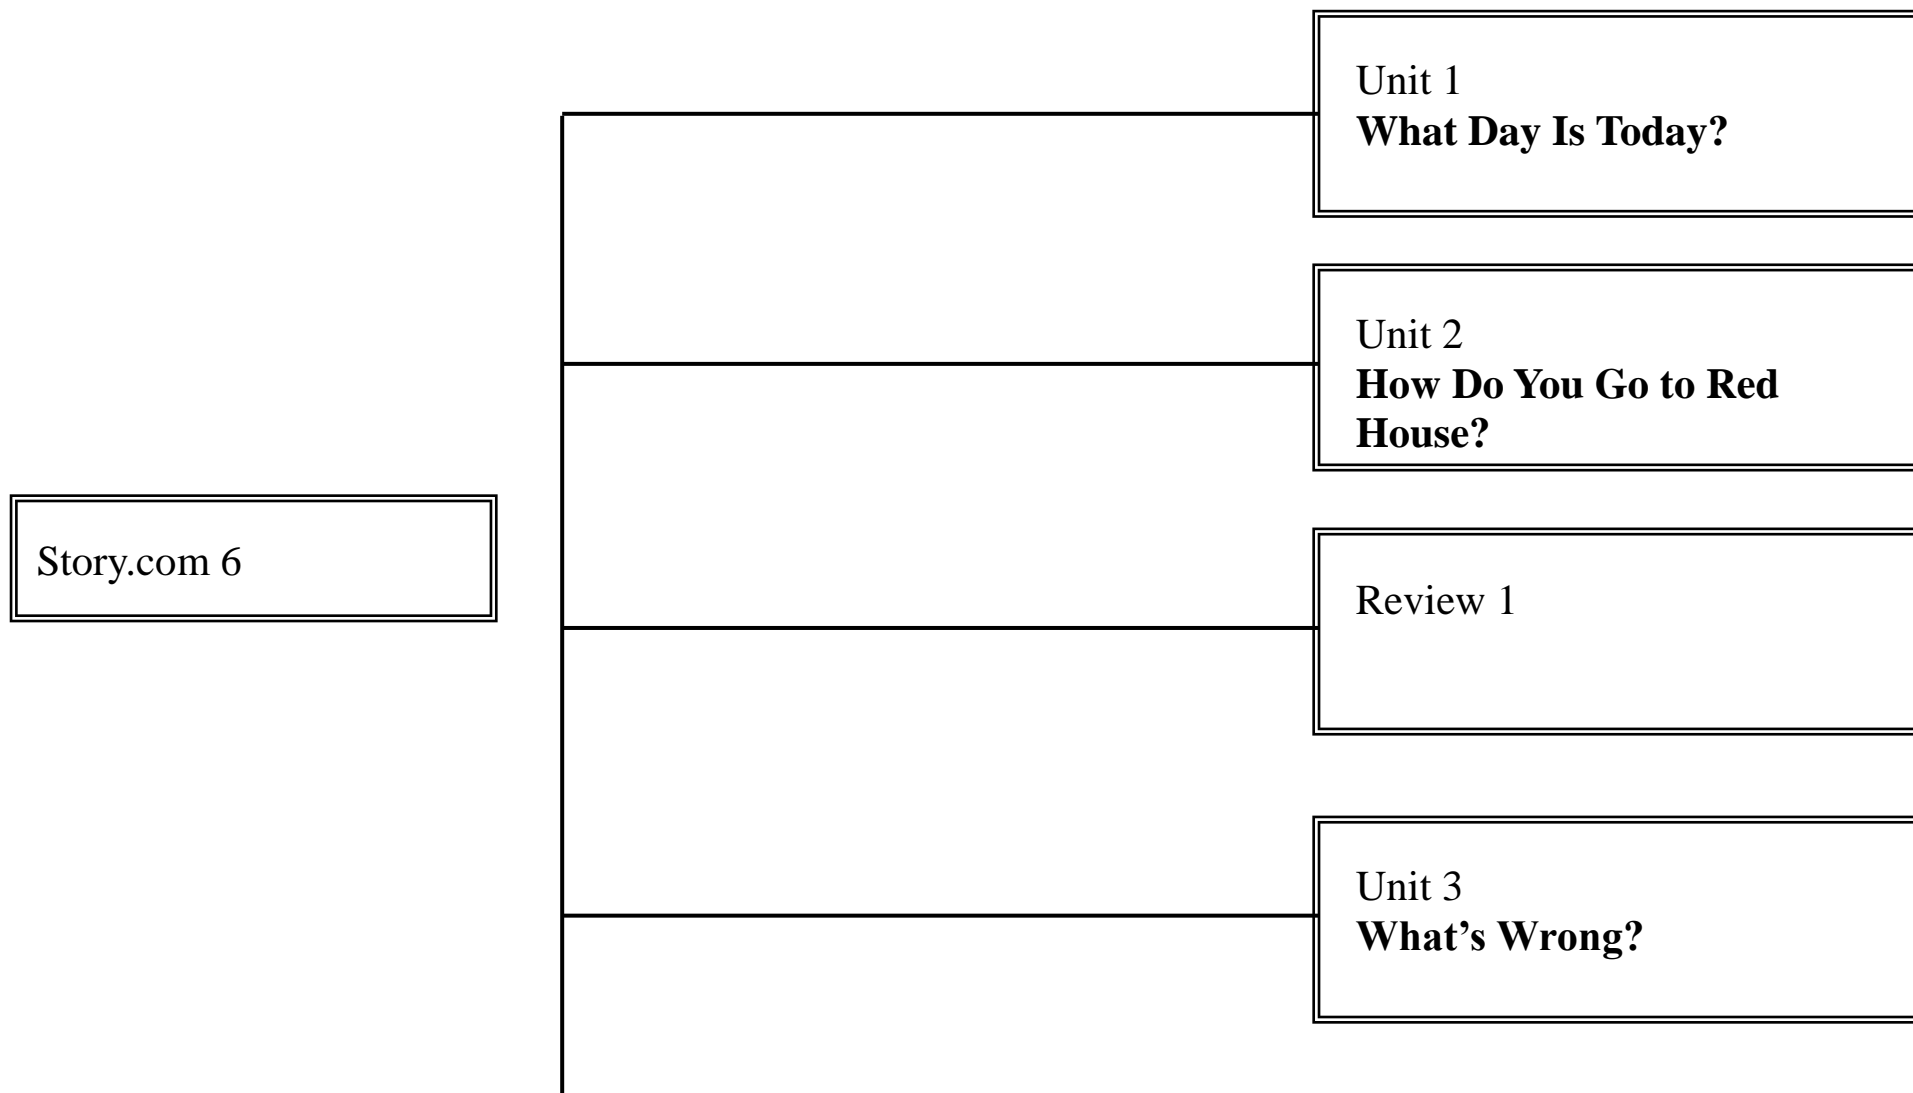 Unit 1
What Day Is Today?
Unit 2
How Do You Go to Red
House?
Story.com 6
Review 1
Unit 3
What’s Wrong?